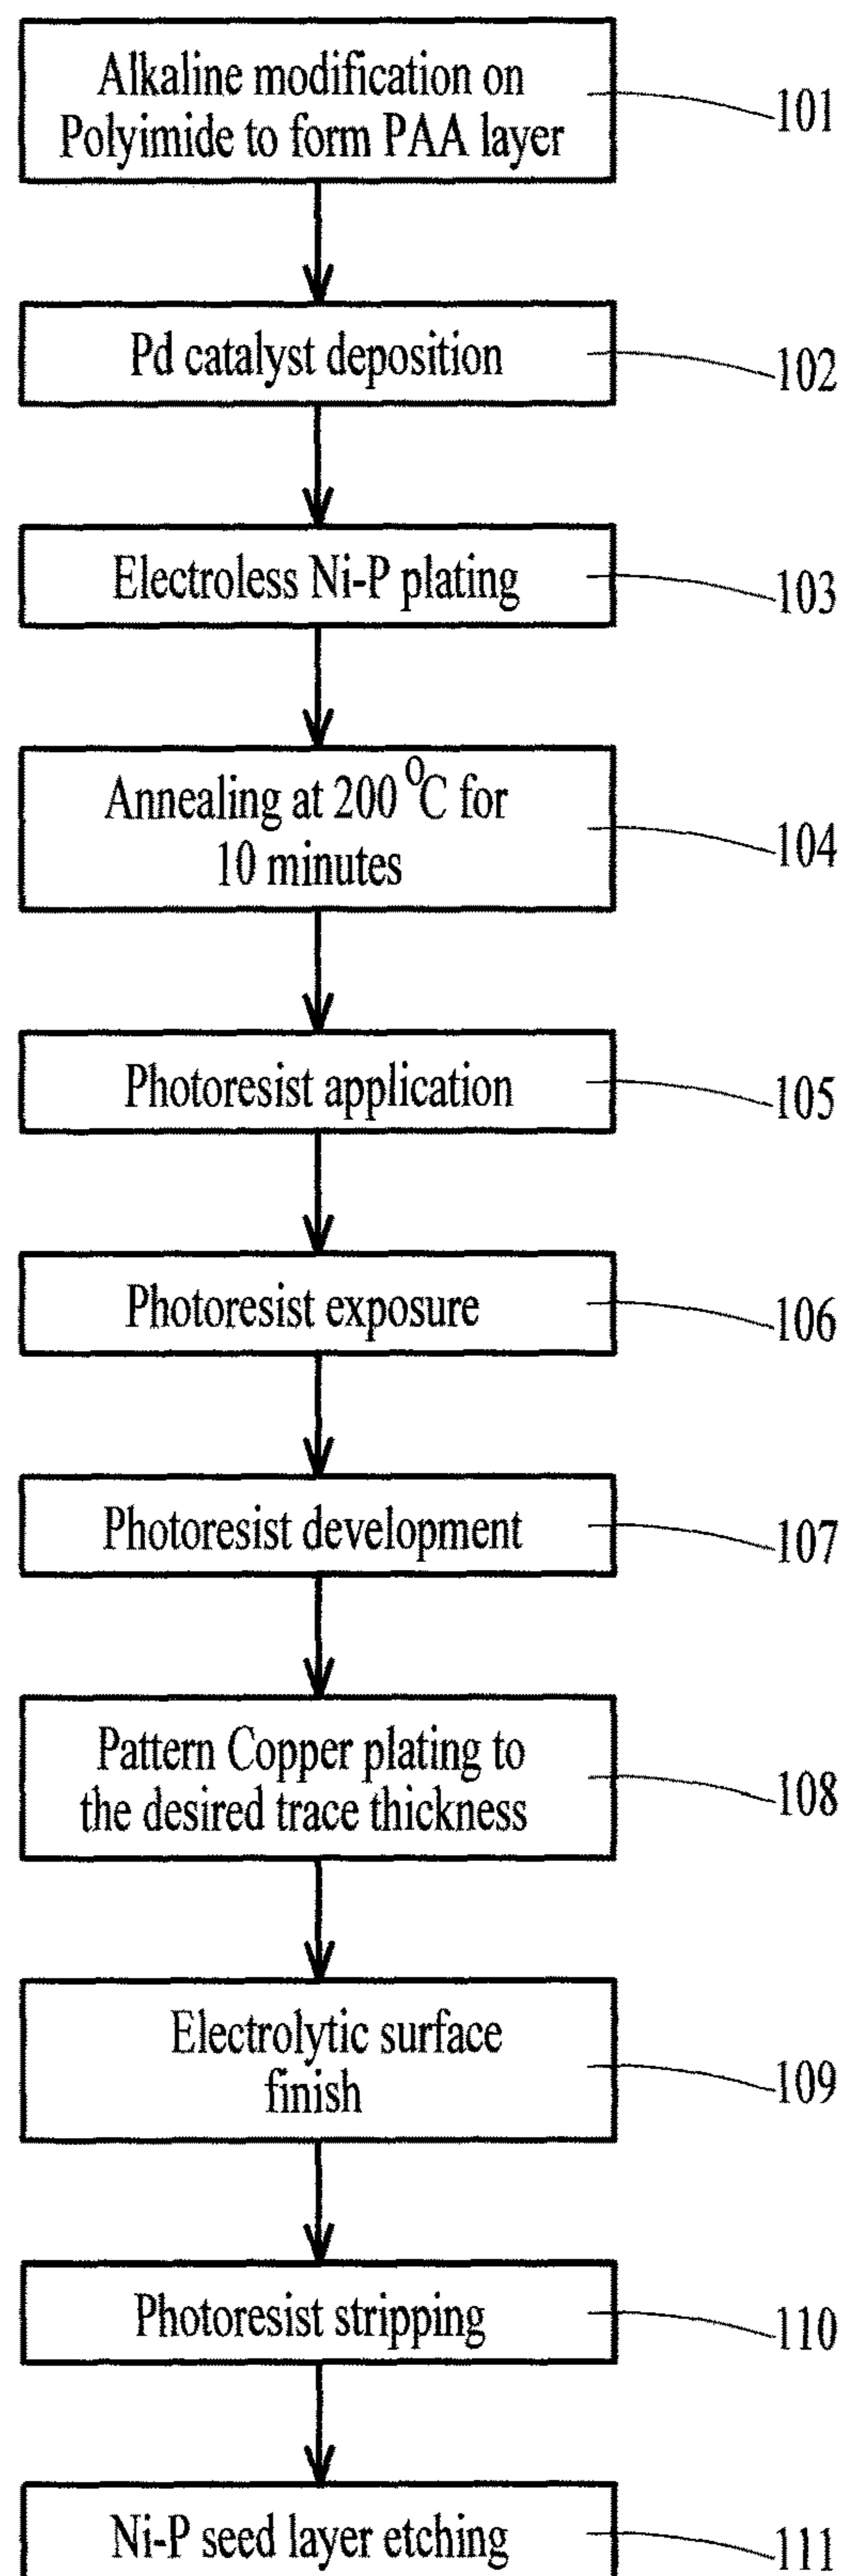 Alkaline modification on
Polyimide to form PAA layer
101
Pd catalyst deposition
102
Electroless Ni-P plating
103
Annealing at 200 °C for
10 minutes
104
Photoresist application
105
Photoresist exposure
106
Photoresist development
107
Pattern Copper plating to
the desired trace thickness
108
Electrolytic surface
finish
109
Photoresist stripping
110
Ni-P seed layer etching
111